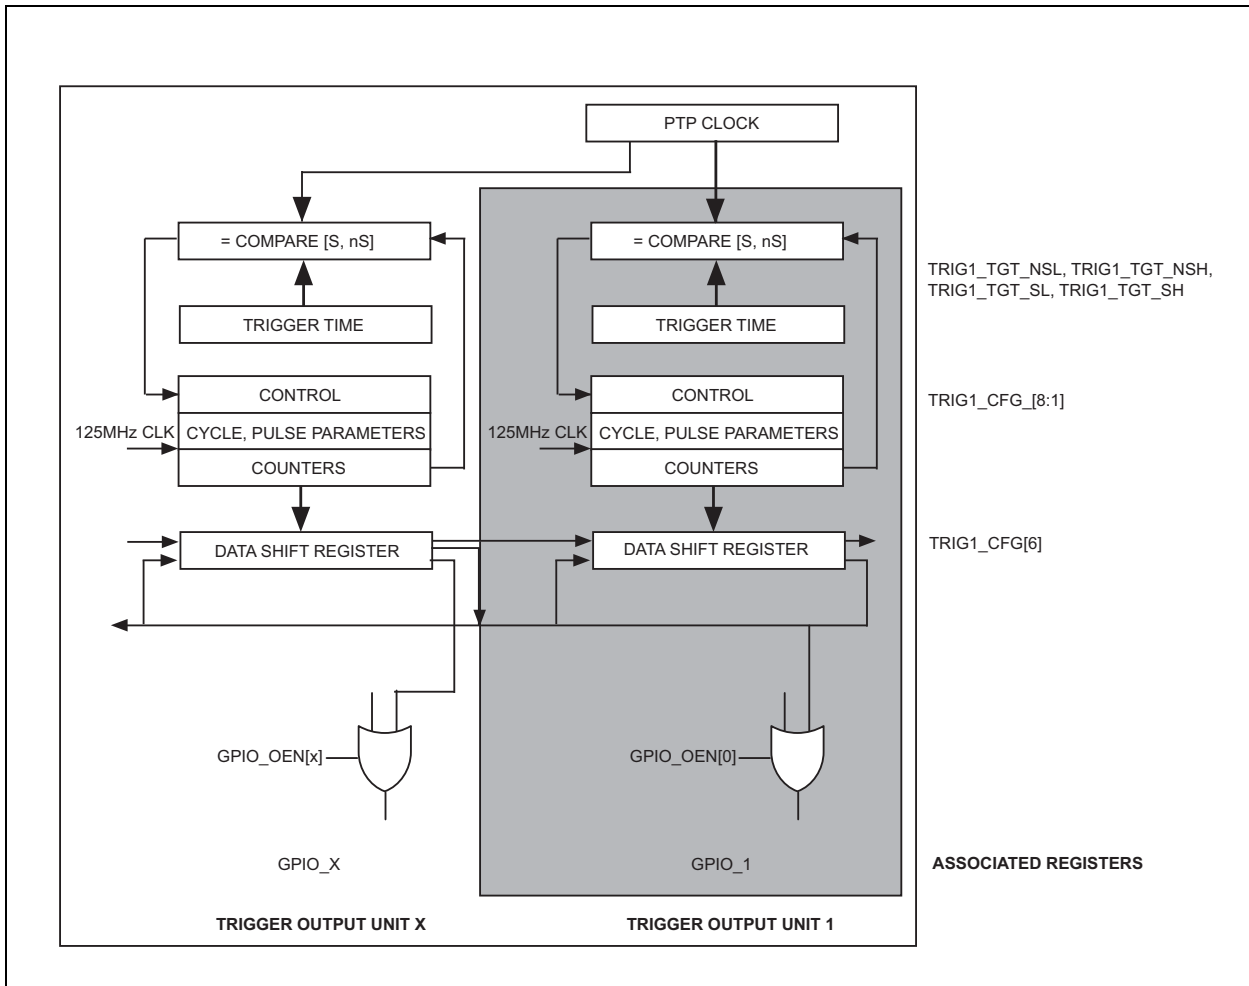 PTP CLOCK
= COMPARE [S, nS]
= COMPARE [S, nS]
TRIG1_TGT_NSL, TRIG1_TGT_NSH,
TRIG1_TGT_SL, TRIG1_TGT_SH
TRIGGER TIME
TRIGGER TIME
CONTROL
CONTROL
TRIG1_CFG_[8:1]
125MHz CLK
CYCLE, PULSE PARAMETERS
125MHz CLK
CYCLE, PULSE PARAMETERS
COUNTERS
COUNTERS
DATA SHIFT REGISTER
DATA SHIFT REGISTER
TRIG1_CFG[6]
GPIO_OEN[x]
GPIO_OEN[0]
GPIO_X
GPIO_1
ASSOCIATED REGISTERS
TRIGGER OUTPUT UNIT X
TRIGGER OUTPUT UNIT 1